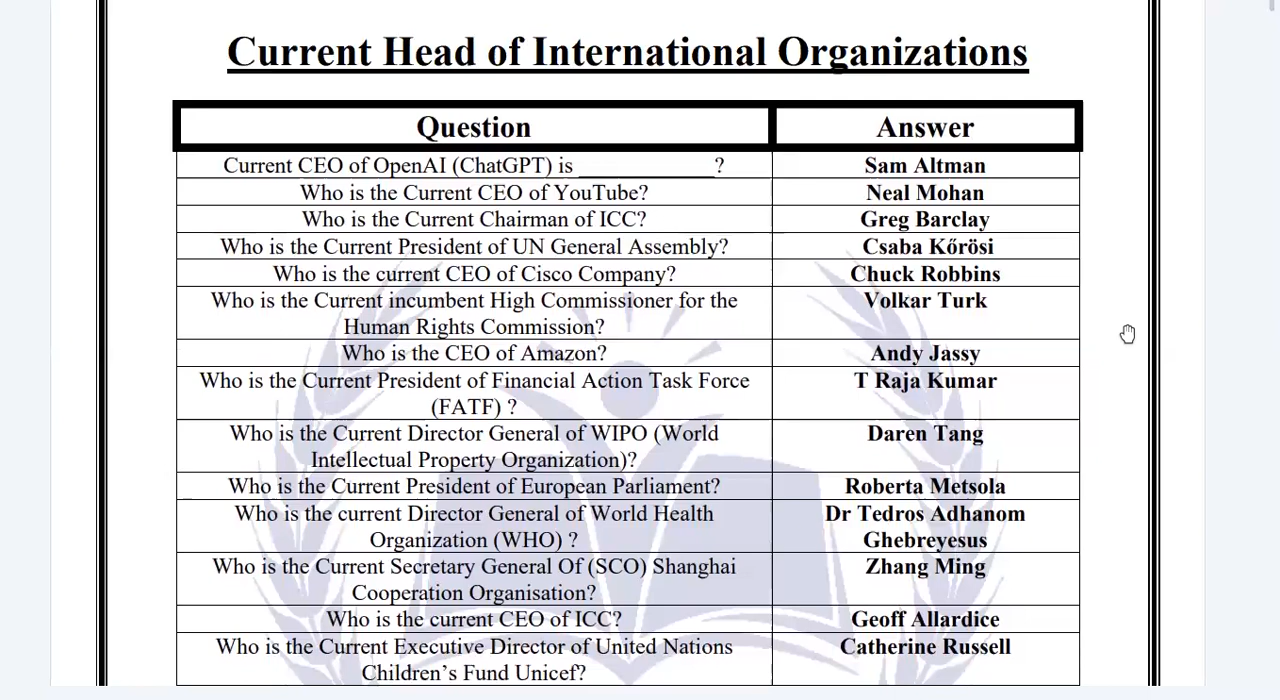 Current Head of International Organizations
Question Answer
Current CEO of OpenAI (ChatGPT) is _____________? Sam Altman
Who is the Current CEO of YouTube? Neal Mohan
Who is the Current Chairman of ICC? Greg Barclay
Who is the Current President of UN General Assembly? Csaba Kőrösi
Who is the current CEO of Cisco Company? Chuck Robbins
Who is the Current incumbent High Commissioner for the Volkar Turk
Human Rights Commission?
Who is the CEO of Amazon? Andy Jassy
Who is the Current President of Financial Action Task Force T Raja Kumar
(FATF) ?
Who is the Current Director General of WIPO (World Daren Tang
Intellectual Property Organization)?
Who is the Current President of European Parliament? Roberta Metsola
Who is the current Director General of World Health Dr Tedros Adhanom
Organization (WHO) ? Ghebreyesus
Who is the Current Secretary General Of (SCO) Shanghai Zhang Ming
Cooperation Organisation?
Who is the current CEO of ICC? Geoff Allardice
Who is the Current Executive Director of United Nations Catherine Russell
Children’s Fund Unicef?